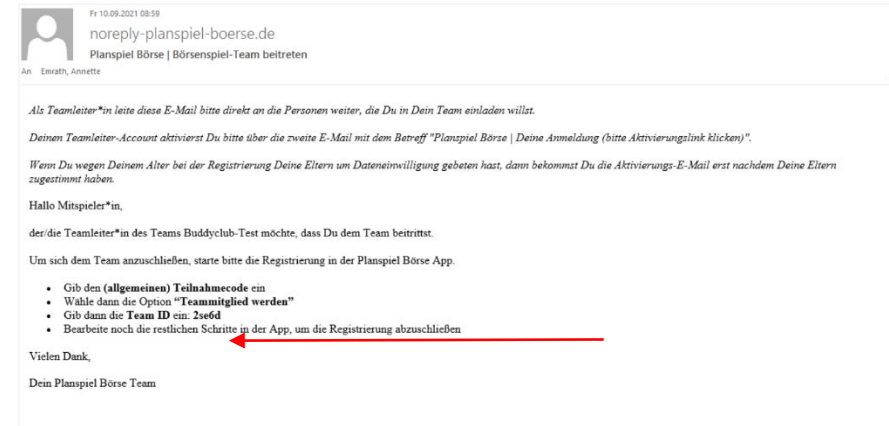 Fr 10.09.2021 08:59
noreply-planspiel-boerse.de
Planspiel Börse | Börsenspiel-Team beitreten
An Emrath, Annette
Als Teamleiter*in leite diese E-Mail bitte direkt an die Personen weiter, die Du in Dein Team einladen willst.
Deinen Teamleiter-Account aktivierst Du bitte über die zweite E-Mail mit dem Betreff "Planspiel Börse | Deine Anmeldung (bitte Aktivierungslink klicken)".
Wenn Du wegen Deinem Alter bei der Registrierung Deine Eltern um Dateneinwilligung gebeten hast, dann bekommst Du die Aktivierungs-E-Mail erst nachdem Deine Eltern
zugestimmt haben.
Hallo Mitspieler*in,
der/die Teamleiter*in des Teams Buddyclub-Test möchte, dass Du dem Team beitrittst.
Um sich dem Team anzuschließen, starte bitte die Registrierung in der Planspiel Börse App.
• Gib den (allgemeinen) Teilnahmecode ein
• Wähle dann die Option “Teammitglied werden”
• Gib dann die Team ID ein: 2se6d
• Bearbeite noch die restlichen Schritte in der App, um die Registrierung abzuschließen
Vielen Dank,
Dein Planspiel Börse Team